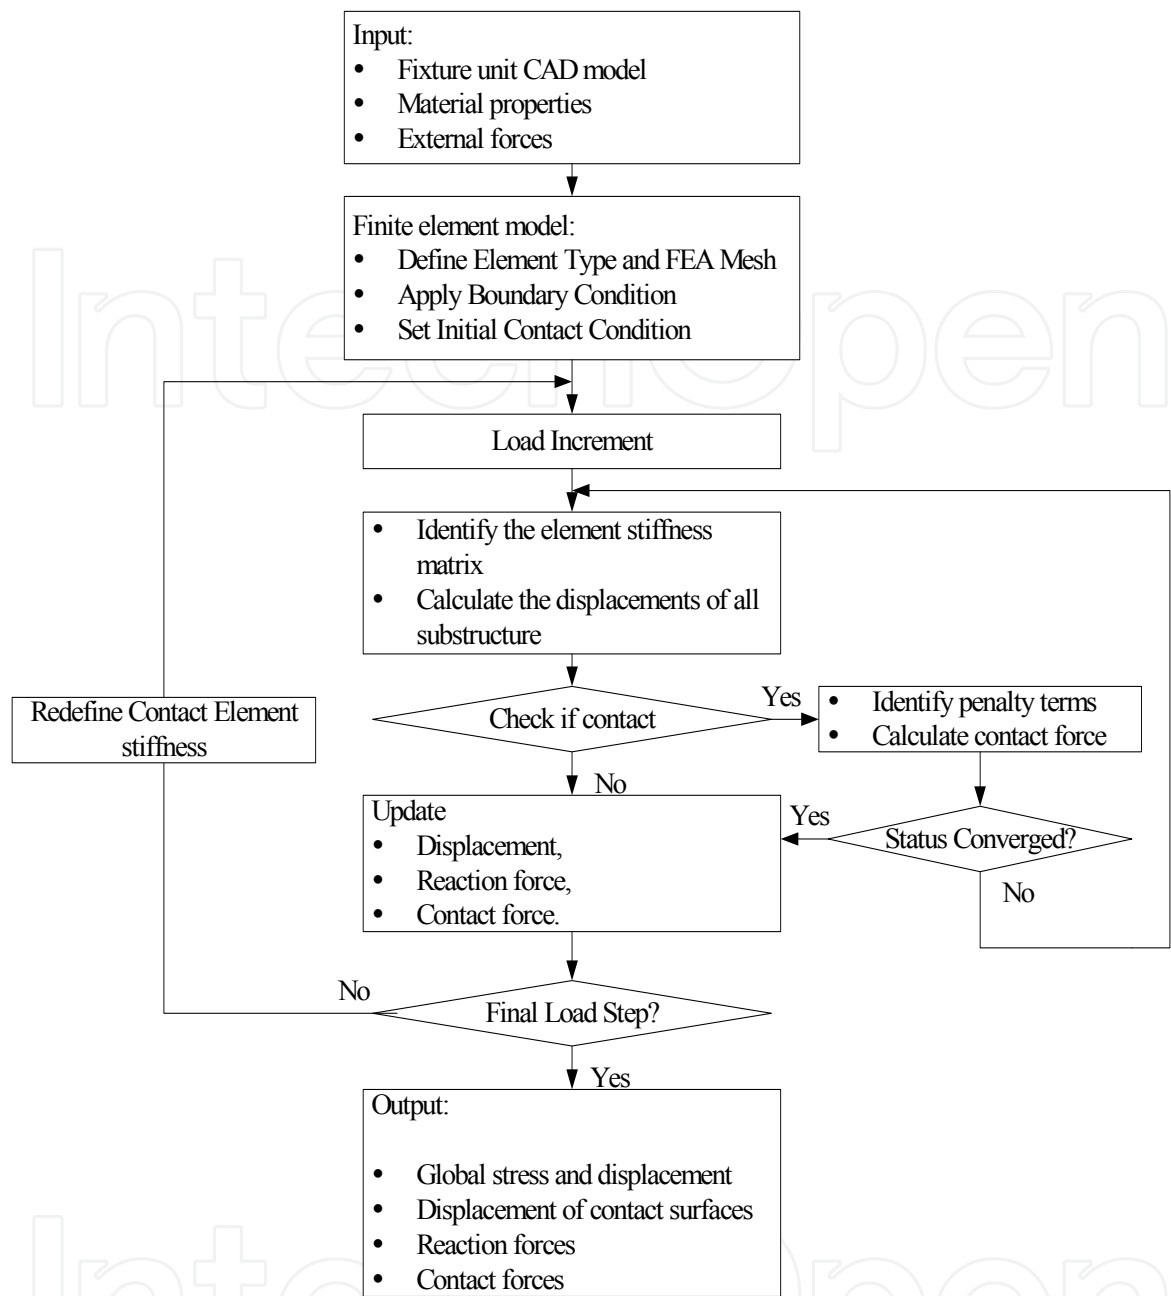 Input:
• Fixture unit CAD model
• Material properties
• External forces
Finite element model:
• Define Element Type and FEA Mesh
• Apply Boundary Condition
• Set Initial Contact Condition
IntechOpen
Load Increment
• Identify the element stiffness
matrix
• Calculate the displacements of all
substructure
Redefine Contact Element
stiffness
Check if contact
Yes
• Identify penalty terms
• Calculate contact force
No
Update
• Displacement,
• Reaction force,
• Contact force.
Yes
Status Converged?
No
No
Final Load Step?
Yes
Output:
• Global stress and displacement
• Displacement of contact surfaces
• Reaction forces
• Contact forces
IntechOpen